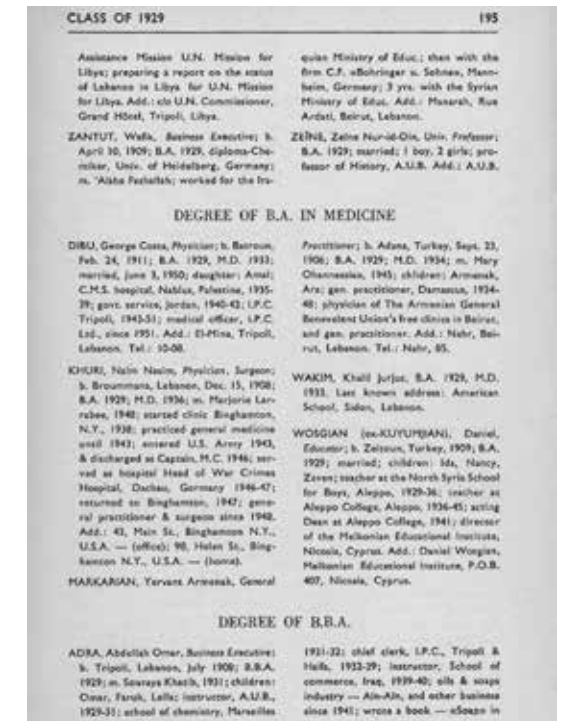 CLASS OF 1929 195
Assistance Mission U.N. Mission for
Libya; preparing a report on the status
of Lebanon in Libya for U.N. Mission
for Libya. Add.: c/o U.N. Commissioner,
Grand Hôtel, Tripoli, Libya.
ZANTUT, Wafik, Business Executive; b.
April 10, 1909; B.A. 1929, diploma-Che-
miker, Univ. of Heidelberg, Germany;
m. 'Aisha Fathallah; worked for the Ira-
quian Ministry of Educ.; then with the
firm C.F. «Bohringer u. Sohne», Mann-
heim, Germany; 3 yrs. with the Syrian
Ministry of Educ. Add.: Manarah, Rue
Ardati, Beirut, Lebanon.
ZEINE, Zeine Nur-id-Din, Univ. Professor;
B.A. 1929; married; 1 boy, 2 girls; pro-
fessor of History, A.U.B. Add.: A.U.B.
DEGREE OF B.A. IN MEDICINE
DIBU, George Costa, Physician; b. Batroun,
Feb. 24, 1911; B.A. 1929, M.D. 1933;
married, June 3, 1950; daughter: Amal;
C.M.S. hospital, Nablus, Palestine, 1935-
39; govt. service, Jordan, 1940-42; I.P.C.
Tripoli, 1943-51; medical officer, I.P.C.
Ltd., since 1951. Add.: El-Mina, Tripoli,
Lebanon. Tel.: 10-08.
KHURI, Naim Nasim, Physician, Surgeon;
b. Broummana, Lebanon, Dec. 15, 1908;
B.A. 1929; M.D. 1936; m. Marjorie Lar-
rabee, 1948; started clinic Binghamton,
N.Y., 1938; practiced general medicine
until 1943; entered U.S. Army 1943,
& discharged as Captain, M.C. 1946; ser-
ved as hospital Head of War Crimes
Hospital, Dachau, Germany 1946-47;
returned to Binghamton, 1947; gene-
ral practitioner & surgeon since 1948.
Add.: 43, Main St., Binghamton N.Y.,
U.S.A. — (office); 98, Helen St., Bing-
hamton N.Y., U.S.A. — (home).
MARKARIAN, Yervant Armenak, General
Practitioner; b. Adana, Turkey, Sept. 23,
1906; B.A. 1929; M.D. 1934; m. Mary
Ohannessian, 1945; children: Armenak,
Ara; gen. practitioner, Damascus, 1934-
48; physician of The Armenian General
Benevolent Union's free clinics in Beirut,
and gen. practitioner. Add.: Nahr, Bei-
rut, Lebanon. Tel.: Nahr, 85.
WAKIM, Khalil Jurjus, B.A. 1929, M.D.
1933. Last known address: American
School, Sidon, Lebanon.
WOSGIAN (ex-KUYUMJIAN), Daniel,
Educator; b. Zeitoun, Turkey, 1909; B.A.
1929; married; children: Ida, Nancy,
Zaven; teacher at the North Syria School
for Boys, Aleppo, 1929-36; teacher at
Aleppo College, Aleppo, 1936-45; acting
Dean at Aleppo College, 1941; director
of the Melkonian Educational Institute,
Nicosia, Cyprus. Add.: Daniel Wosgian,
Melkonian Educational Institute, P.O.B.
407, Nicosia, Cyprus.
DEGREE OF B.B.A.
ADRA, Abdallah Omar, Business Executive;
b. Tripoli, Lebanon, July 1908; B.B.A.
1929; m. Souraya Khatib, 1931; children:
Omar, Faruk, Leila; instructor, A.U.B.,
1929-31; school of chemistry, Marseilles
1931-32; chief clerk, I.P.C., Tripoli &
Haifa, 1932-39; instructor, School of
commerce, Iraq, 1939-40; oils & soaps
industry — Ain-Ain, and other business
since 1941; wrote a book — «Soap» in